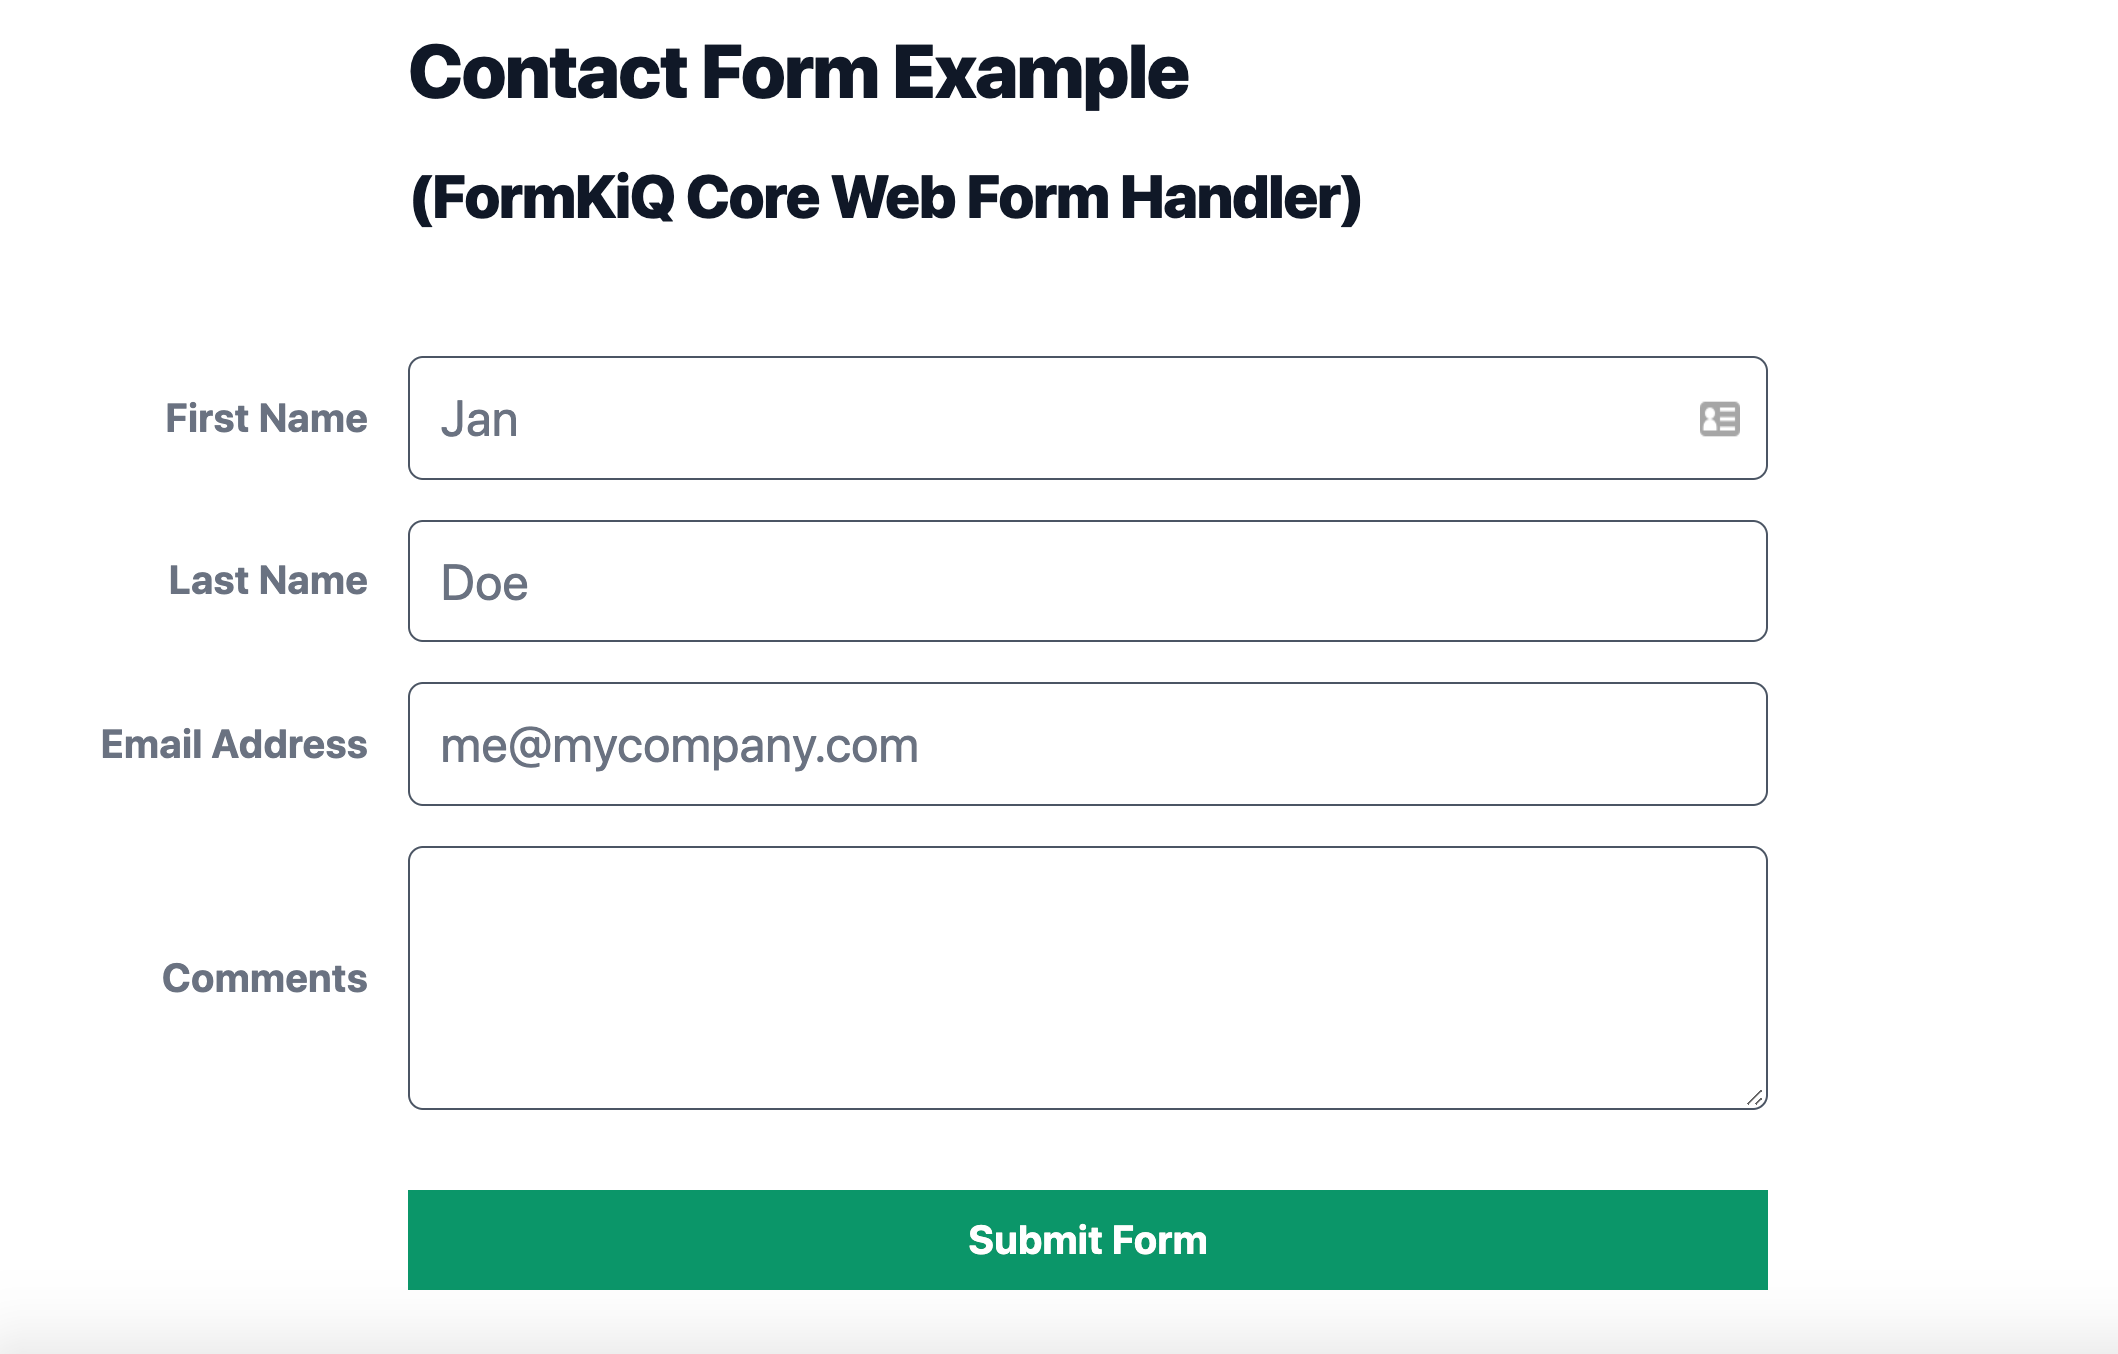 Contact Form Example
(FormKiQ Core Web Form Handler)
First Name
Jan
Last Name
Doe
Email Address
me@mycompany.com
Comments
Submit Form